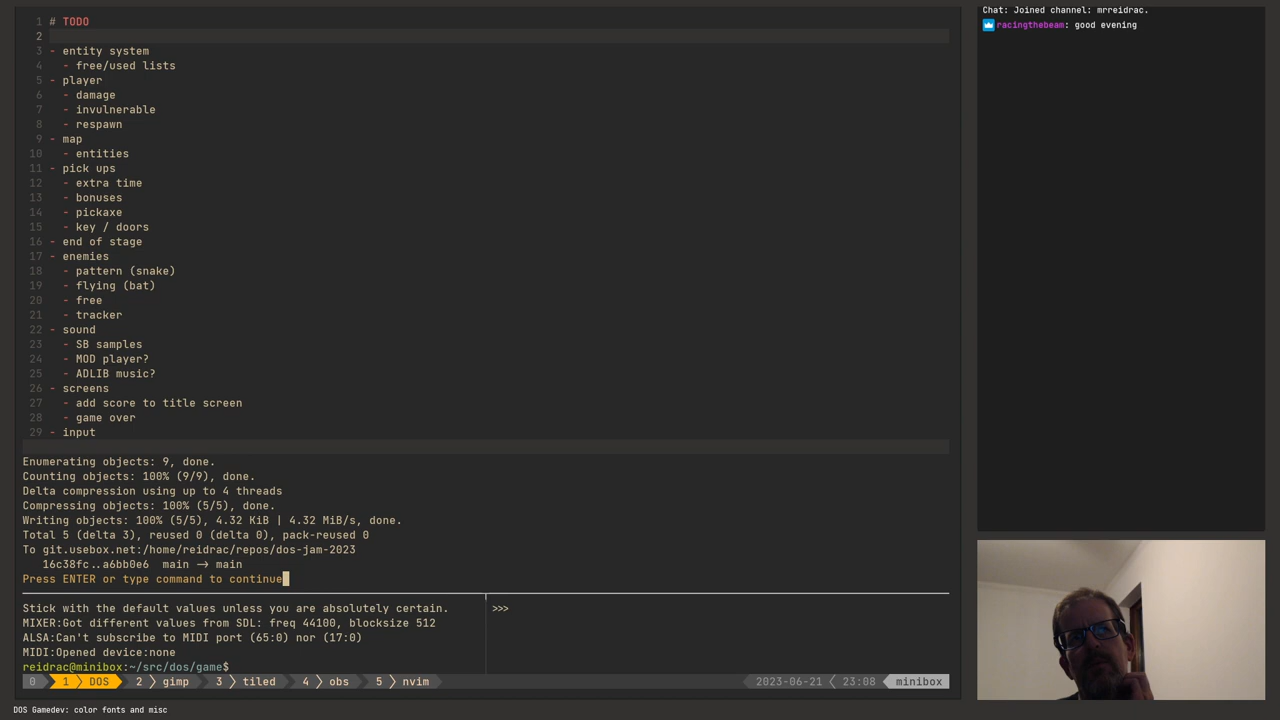 1 # TODO
2
3 - entity system
4   - free/used lists
5 - player
6   - damage
7   - invulnerable
8   - respawn
9 - map
10   - entities
11 - pick ups
12   - extra time
13   - bonuses
14   - pickaxe
15   - key / doors
16 - end of stage
17 - enemies
18   - pattern (snake)
19   - flying (bat)
20   - free
21   - tracker
22 - sound
23   - SB samples
24   - MOD player?
25   - ADLIB music?
26 - screens
27   - add score to title screen
28   - game over
29 - input
Enumerating objects: 9, done.
Counting objects: 100% (9/9), done.
Delta compression using up to 4 threads
Compressing objects: 100% (5/5), done.
Writing objects: 100% (5/5), 4.32 KiB | 4.32 MiB/s, done.
Total 5 (delta 3), reused 0 (delta 0), pack-reused 0
To git.usebox.net:/home/reidrac/repos/dos-jam-2023
   16c38fc..a6bb0e6  main -> main
Press ENTER or type command to continue
Stick with the default values unless you are absolutely certain.
MIXER:Got different values from SDL: freq 44100, blocksize 512
ALSA:Can't subscribe to MIDI port (65:0) nor (17:0)
MIDI:Opened device:none
reidrac@minibox:~/src/dos/game$
>>>
0 1 DOS 2 gimp 3 tiled 4 obs 5 nvim 2023-06-21 23:08 minibox
DOS Gamedev: color fonts and misc
Chat: Joined channel: mrreidrac.
racingthebeam: good evening